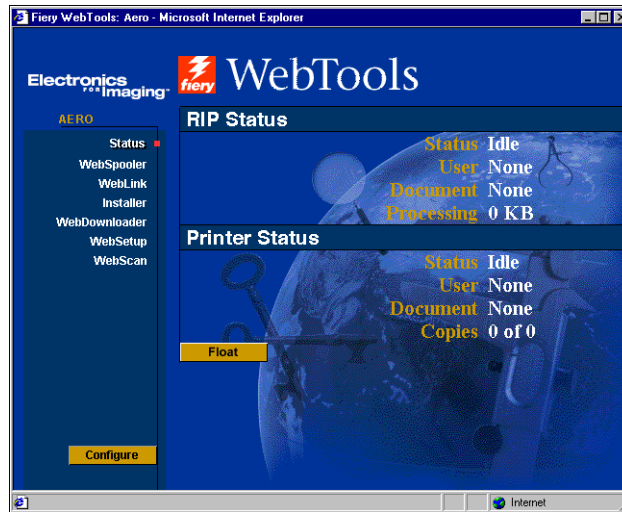 Fiery WebTools: Aero - Microsoft Internet Explorer
Electronics
FOR Imaging
fiery
WebTools
AERO
Status
WebSpooler
WebLink
Installer
WebDownloader
WebSetup
WebScan
Configure
RIP Status
Status Idle
User None
Document None
Processing 0 KB
Printer Status
Status Idle
User None
Document None
Copies 0 of 0
Float
Internet